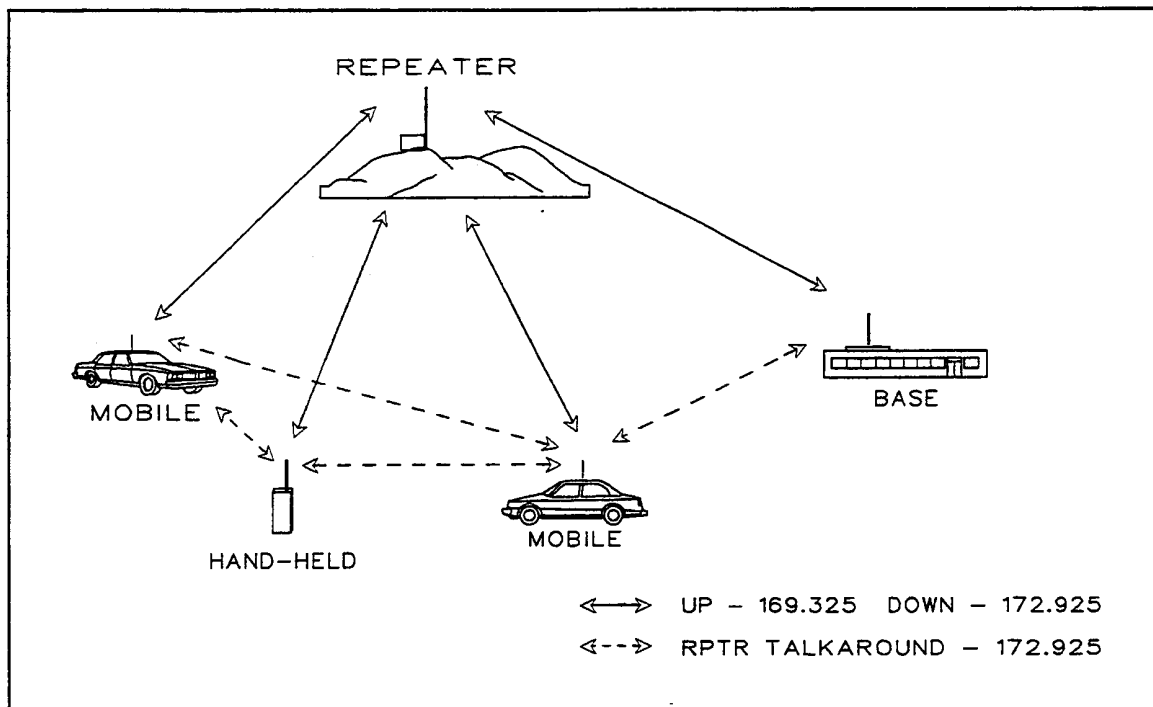 REPEATER
MOBILE
BASE
HAND-HELD
MOBILE
UP - 169.325 DOWN - 172.925
RPTR TALKAROUND - 172.925